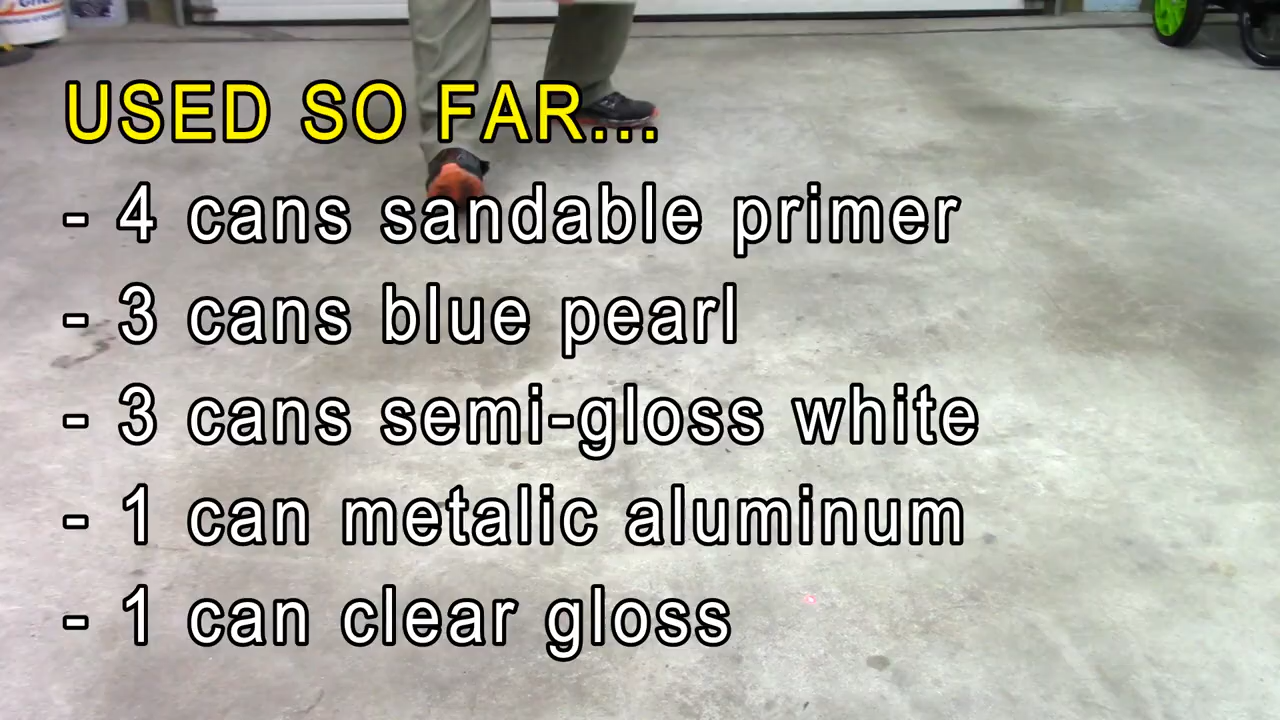 USED SO FAR...
- 4 cans sandable primer
- 3 cans blue pearl
- 3 cans semi-gloss white
- 1 can metalic aluminum
- 1 can clear gloss